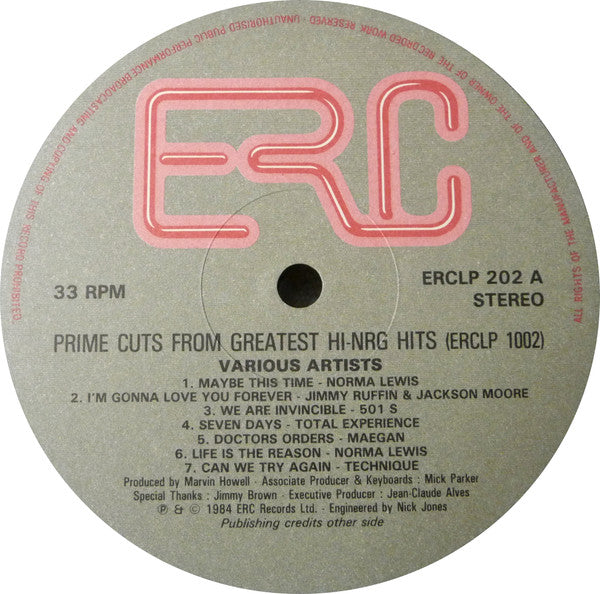 ALL RIGHTS OF THE MANUFACTURER AND OF THE OWNER OF THE RECORDED WORK RESERVED - UNAUTHORISED PUBLIC PERFORMANCE BROADCASTING AND COPYING OF THIS RECORD PROHIBITED
ERC
33 RPM
ERCLP 202 A
STEREO
PRIME CUTS FROM GREATEST HI-NRG HITS (ERCLP 1002)
VARIOUS ARTISTS
1. MAYBE THIS TIME - NORMA LEWIS
2. I'M GONNA LOVE YOU FOREVER - JIMMY RUFFIN & JACKSON MOORE
3. WE ARE INVINCIBLE - 501 S
4. SEVEN DAYS - TOTAL EXPERIENCE
5. DOCTORS ORDERS - MAEGAN
6. LIFE IS THE REASON - NORMA LEWIS
7. CAN WE TRY AGAIN - TECHNIQUE
Produced by Marvin Howell - Associate Producer & Keyboards : Mick Parker
Special Thanks : Jimmy Brown - Executive Producer : Jean-Claude Alves
℗ & © 1984 ERC Records Ltd. - Engineered by Nick Jones
Publishing credits other side